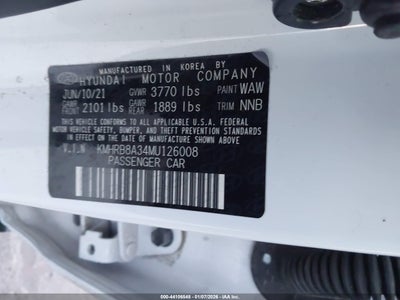 MANUFACTURED IN KOREA BY
HYUNDAI MOTOR COMPANY
JUN/10/21 GVWR 3770 lbs PAINT WAW
GAWR FRONT 2101 lbs GAWR REAR 1889 lbs TRIM NNB
THIS VEHICLE CONFORMS TO ALL APPLICABLE U.S. FEDERAL
MOTOR VEHICLE SAFETY, BUMPER, AND THEFT PREVENTION
STANDARDS IN EFFECT ON THE DATE OF MANUFACTURE SHOWN ABOVE.
V.I.N KMHRB8A34MU126008
PASSENGER CAR
000-44106548 - 01/07/2026 - IAA Inc.